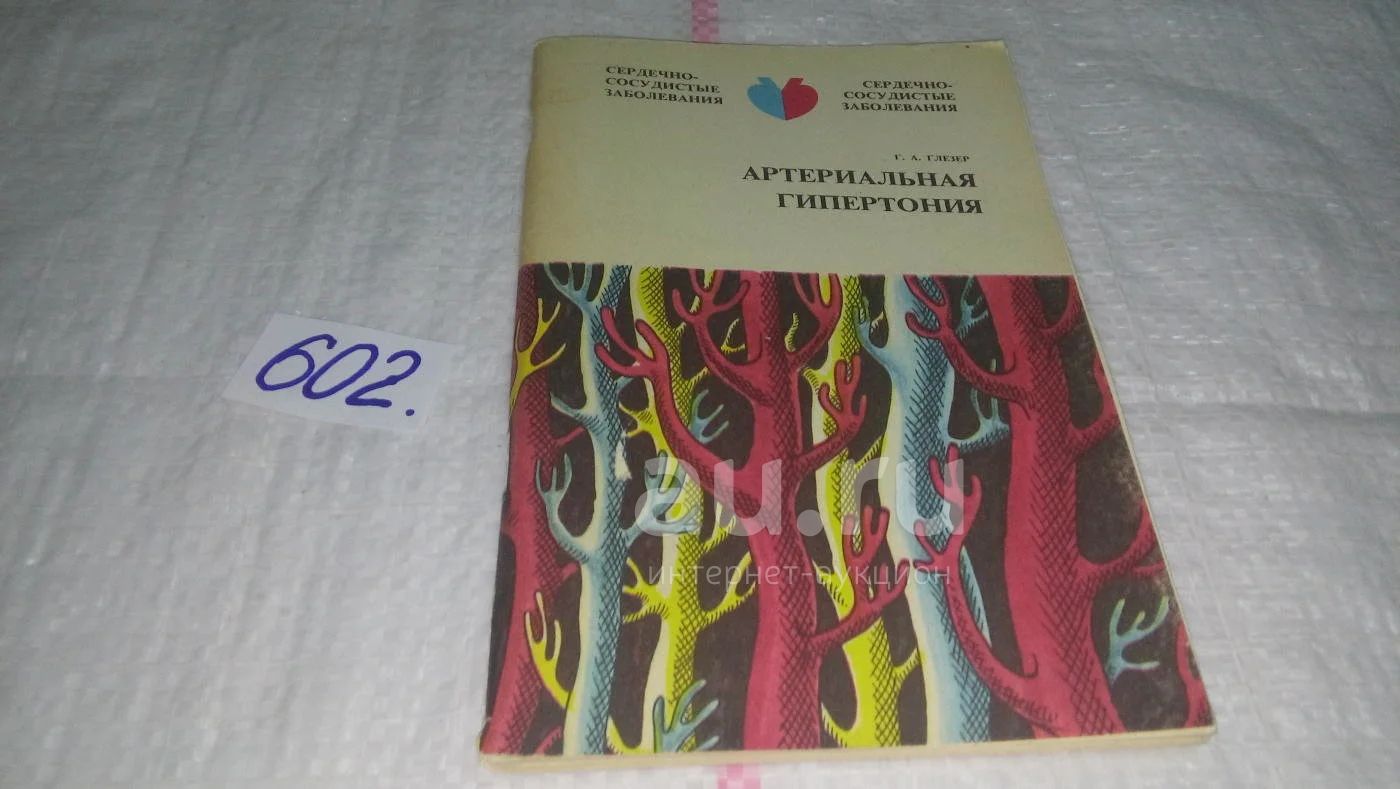 СЕРДЕЧНО-
СОСУДИСТЫЕ
ЗАБОЛЕВАНИЯ
СЕРДЕЧНО-
СОСУДИСТЫЕ
ЗАБОЛЕВАНИЯ
Г. А. ГЛЕЗЕР
АРТЕРИАЛЬНАЯ
ГИПЕРТОНИЯ
602.
au.ru
интернет-аукцион